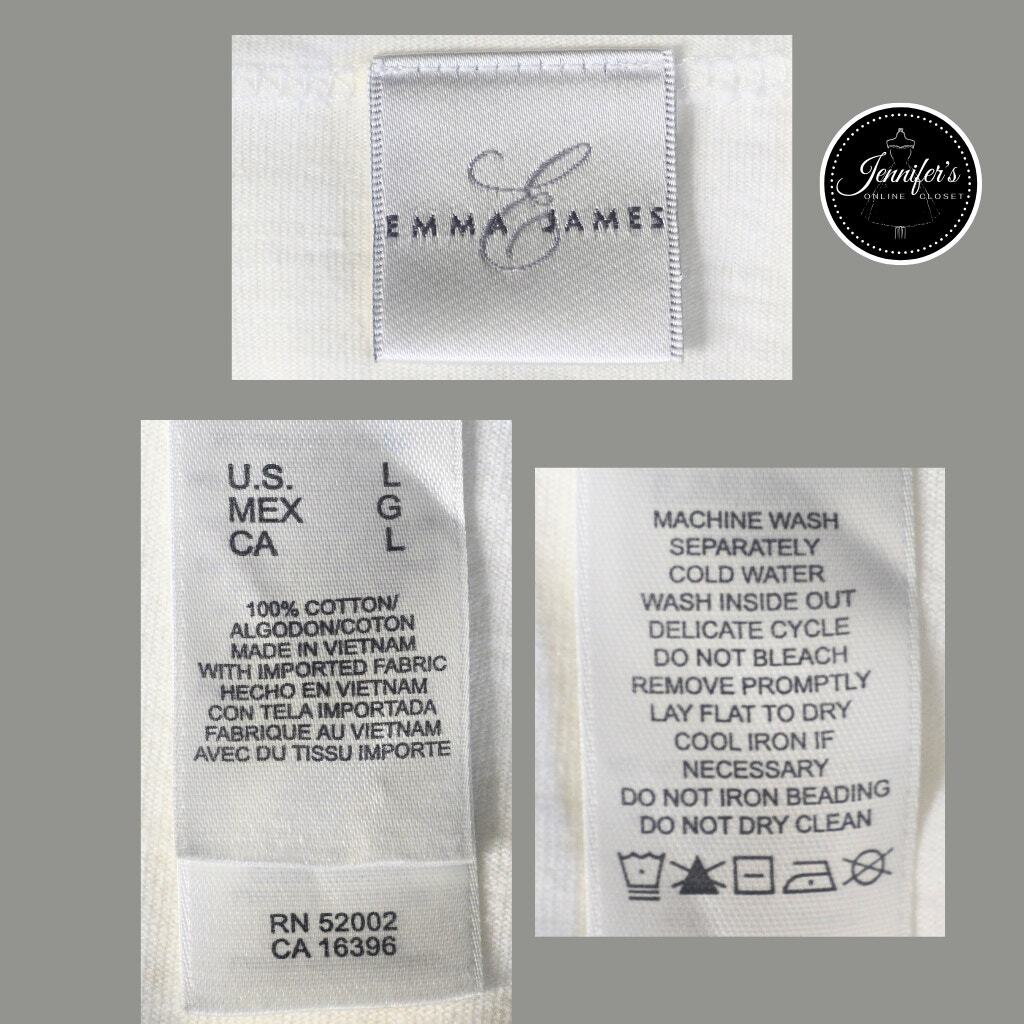 E
EMMA JAMES
Jennifer's
ONLINE CLOSET
U.S. L
MEX G
CA L
100% COTTON/
ALGODON/COTON
MADE IN VIETNAM
WITH IMPORTED FABRIC
HECHO EN VIETNAM
CON TELA IMPORTADA
FABRIQUE AU VIETNAM
AVEC DU TISSU IMPORTE
RN 52002
CA 16396
MACHINE WASH
SEPARATELY
COLD WATER
WASH INSIDE OUT
DELICATE CYCLE
DO NOT BLEACH
REMOVE PROMPTLY
LAY FLAT TO DRY
COOL IRON IF
NECESSARY
DO NOT IRON BEADING
DO NOT DRY CLEAN